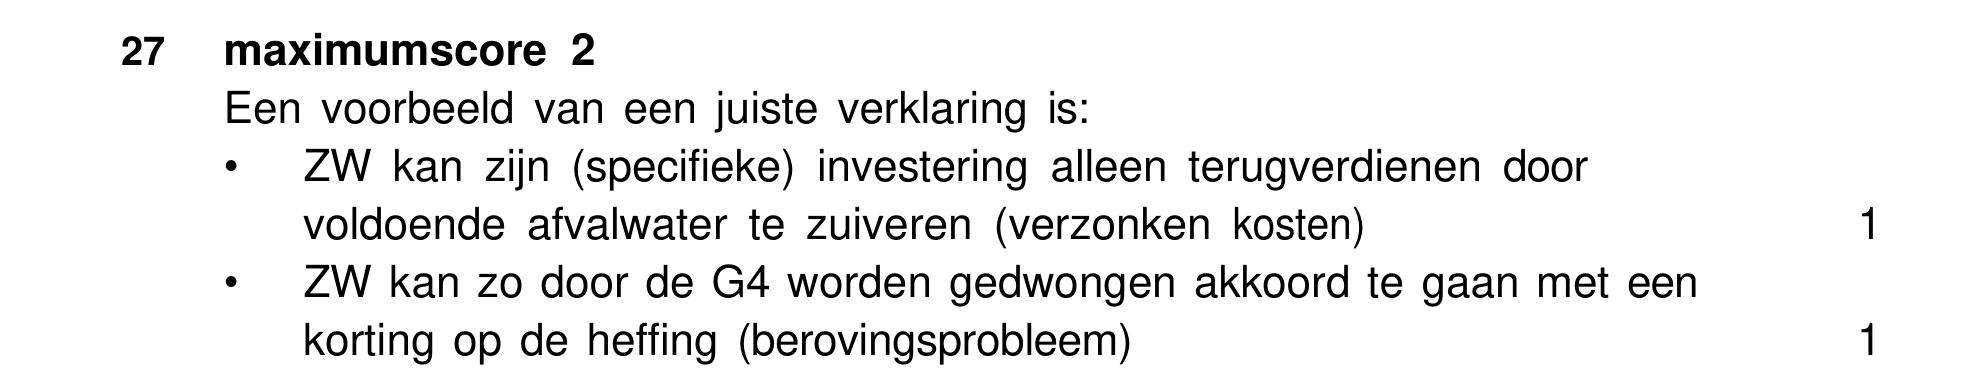 27 maximumscore 2
Een voorbeeld van een juiste verklaring is:
• ZW kan zijn (specifieke) investering alleen terugverdienen door
voldoende afvalwater te zuiveren (verzonken kosten) 1
• ZW kan zo door de G4 worden gedwongen akkoord te gaan met een
korting op de heffing (berovingsprobleem) 1